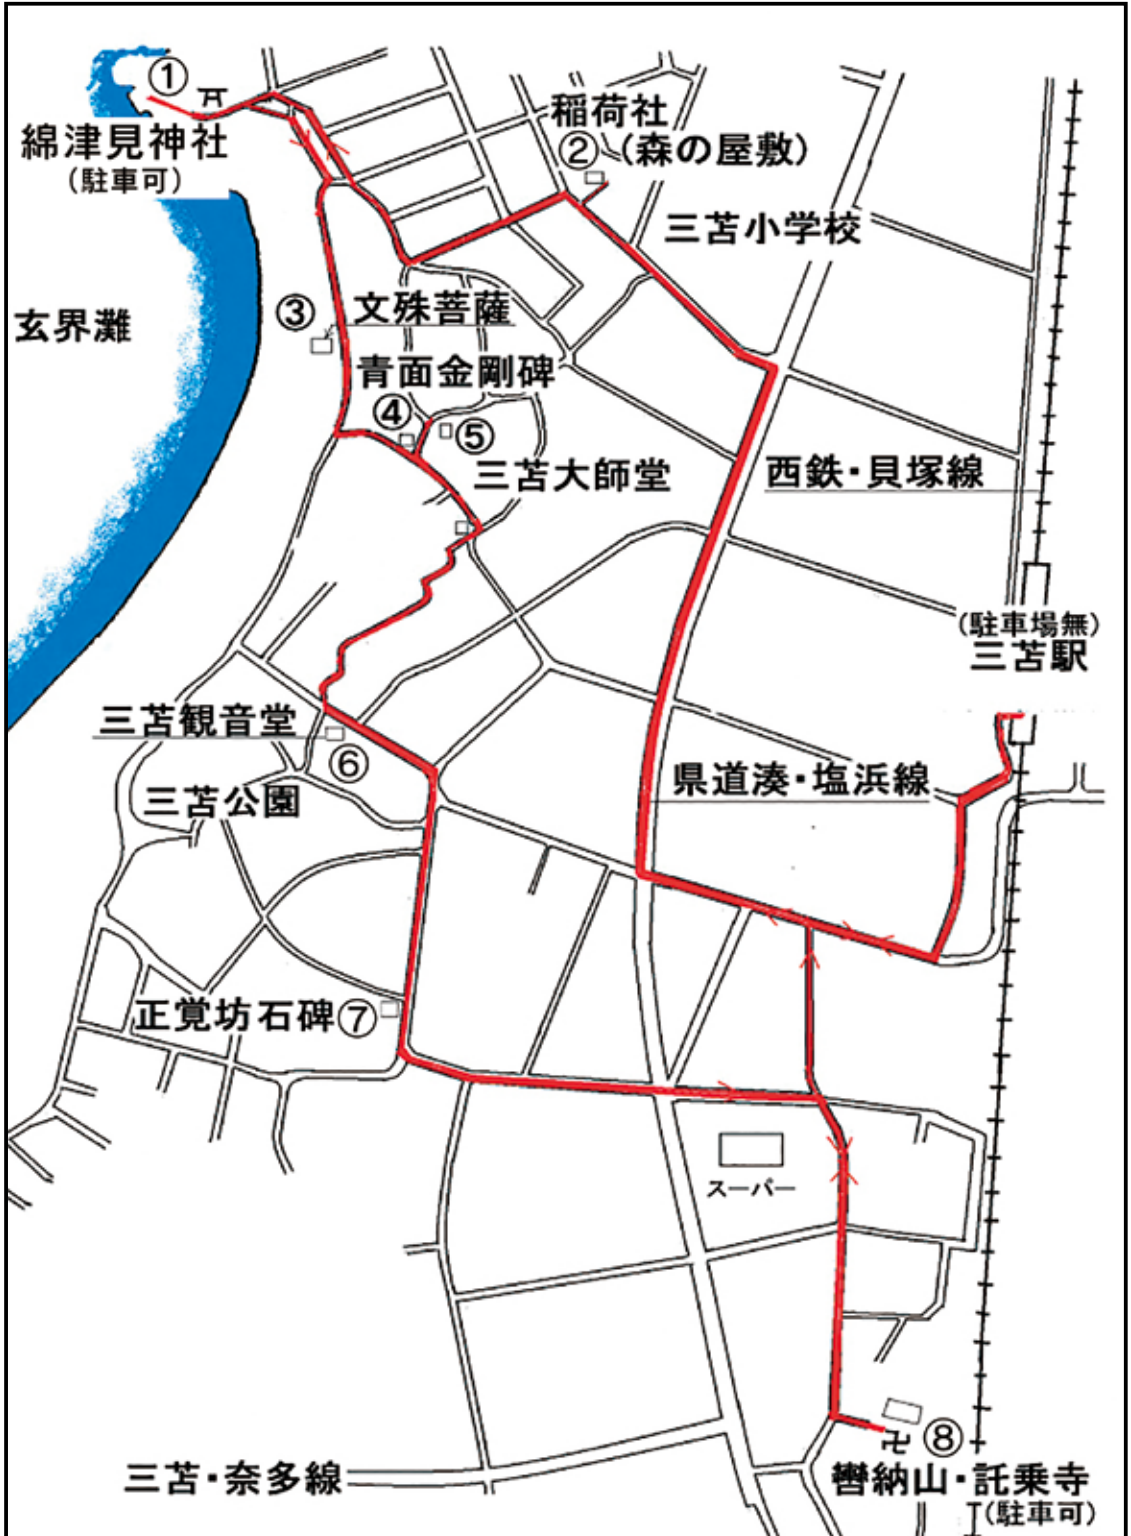 ①
綿津見神社
(駐車可)
稲荷社
② (森の屋敷)
三苫小学校
玄界灘
③ 文殊菩薩
青面金剛碑
④
⑤
三苫大師堂
西鉄・貝塚線
(駐車場無)
三苫駅
三苫観音堂
⑥
三苫公園
県道湊・塩浜線
正覚坊石碑⑦
スーパー
卍 ⑧
三苫・奈多線
轡納山・託乗寺
(駐車可)